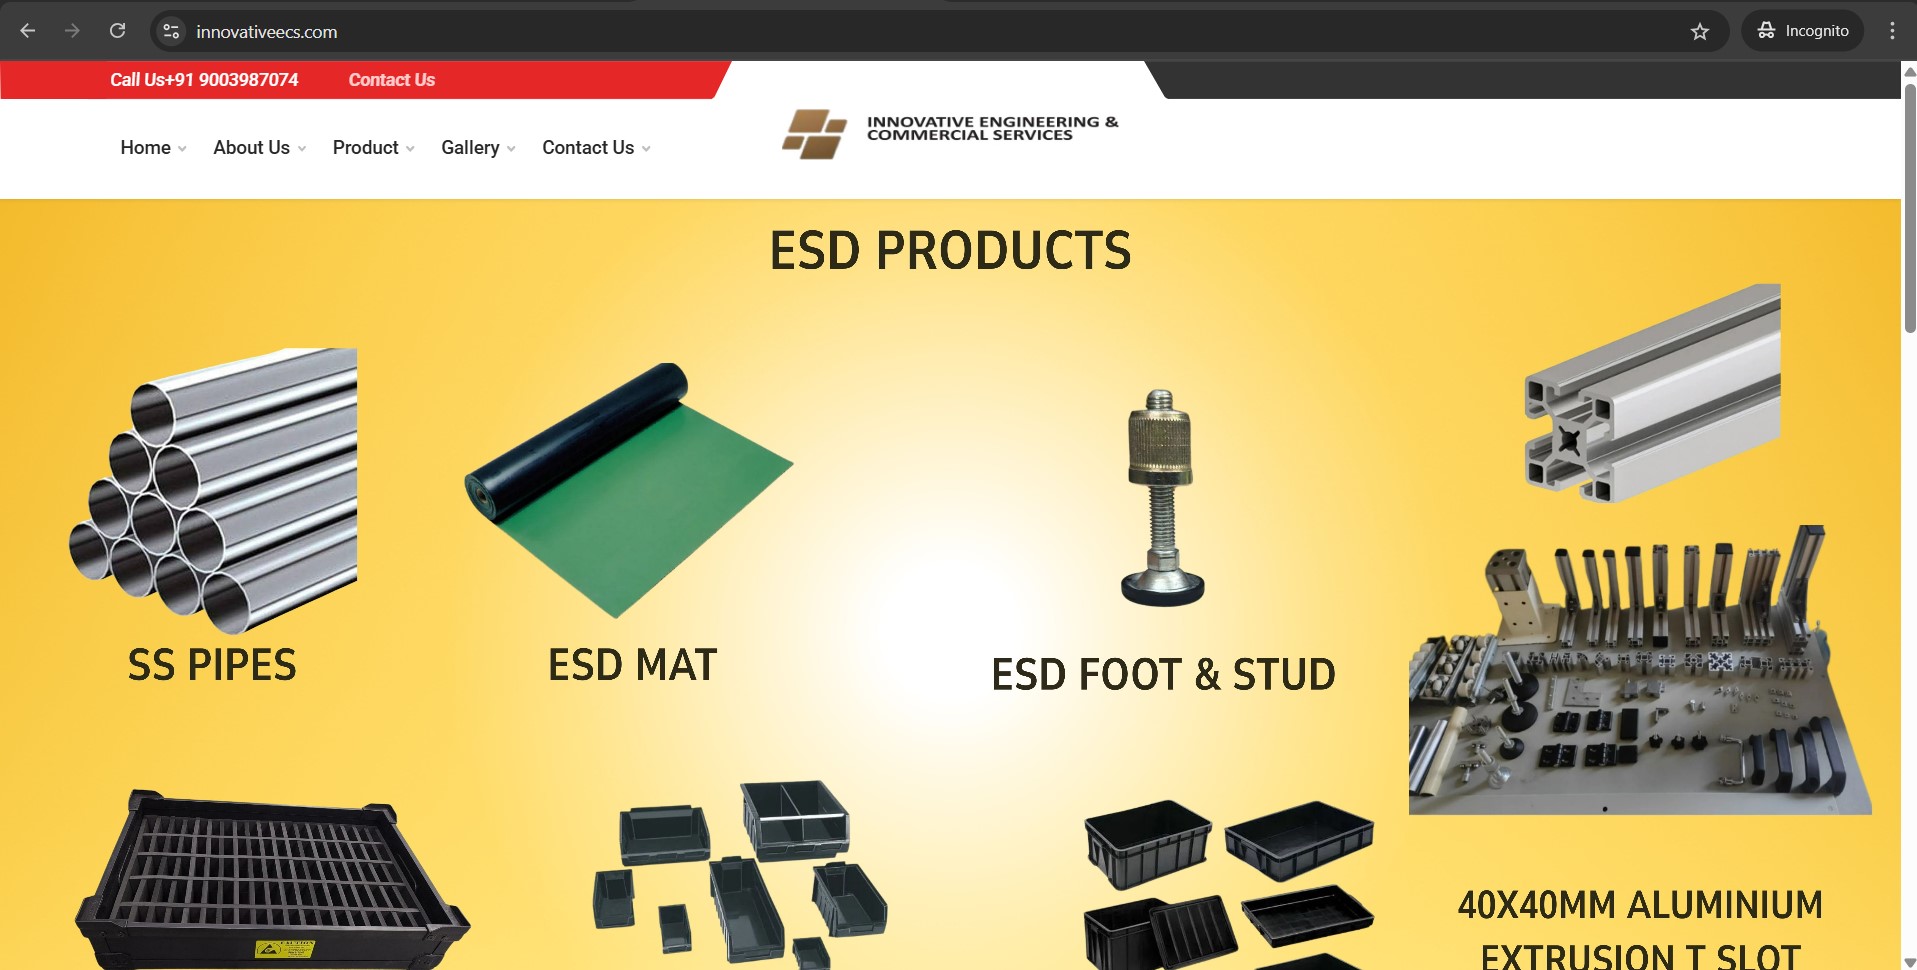 innovativeecs.com
Incognito
Call Us+91 9003987074
Contact Us
INNOVATIVE ENGINEERING &
COMMERCIAL SERVICES
Home
About Us
Product
Gallery
Contact Us
ESD PRODUCTS
SS PIPES
ESD MAT
ESD FOOT & STUD
CAUTION
40X40MM ALUMINIUM
EXTRUSION T SLOT